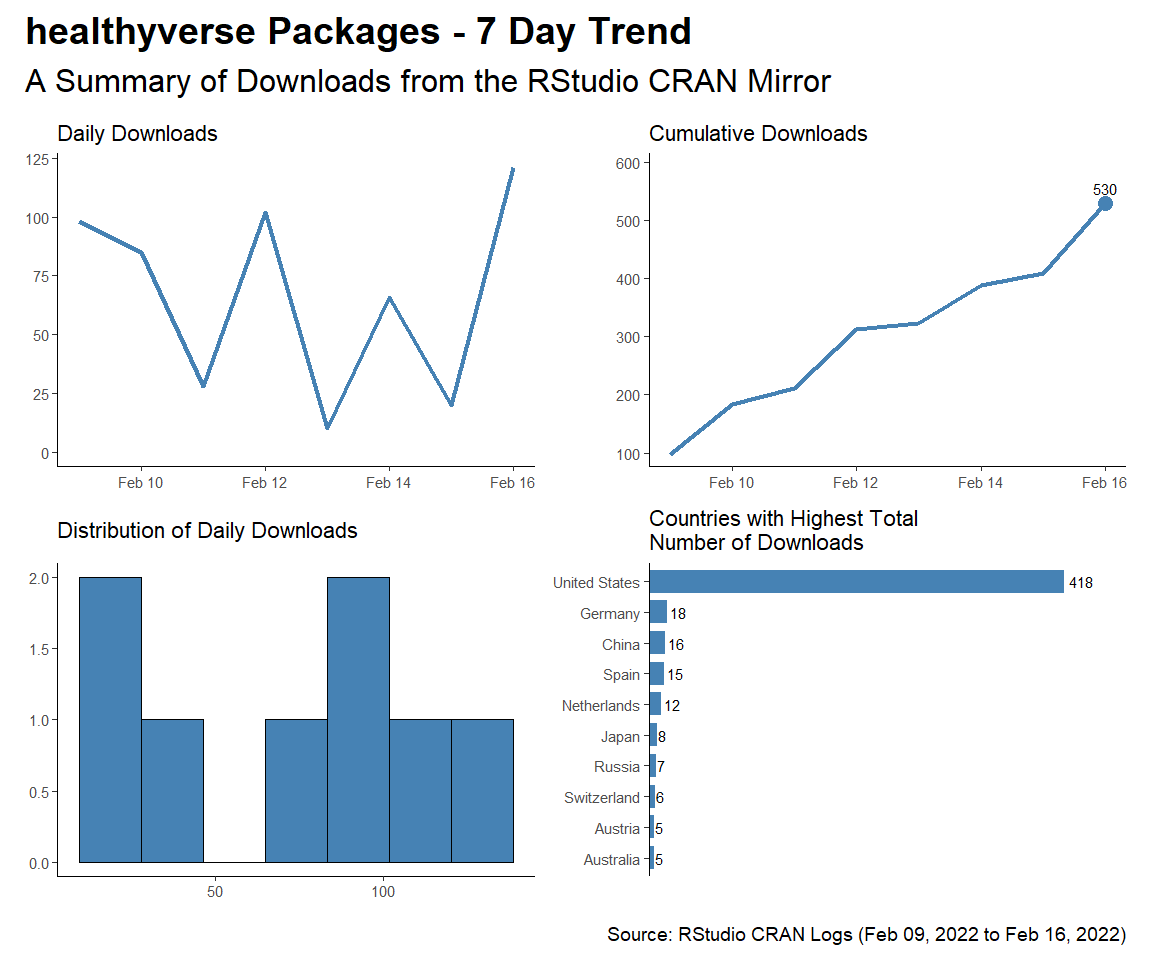 healthyverse Packages - 7 Day Trend
A Summary of Downloads from the RStudio CRAN Mirror
Daily Downloads
125
100
75
50
25
0
Feb 10 Feb 12 Feb 14 Feb 16
Cumulative Downloads
600
500
400
300
200
100
530
Feb 10 Feb 12 Feb 14 Feb 16
Distribution of Daily Downloads
2.0
1.5
1.0
0.5
0.0
50 100
Countries with Highest Total
Number of Downloads
United States 418
Germany 18
China 16
Spain 15
Netherlands 12
Japan 8
Russia 7
Switzerland 6
Austria 5
Australia 5
Source: RStudio CRAN Logs (Feb 09, 2022 to Feb 16, 2022)